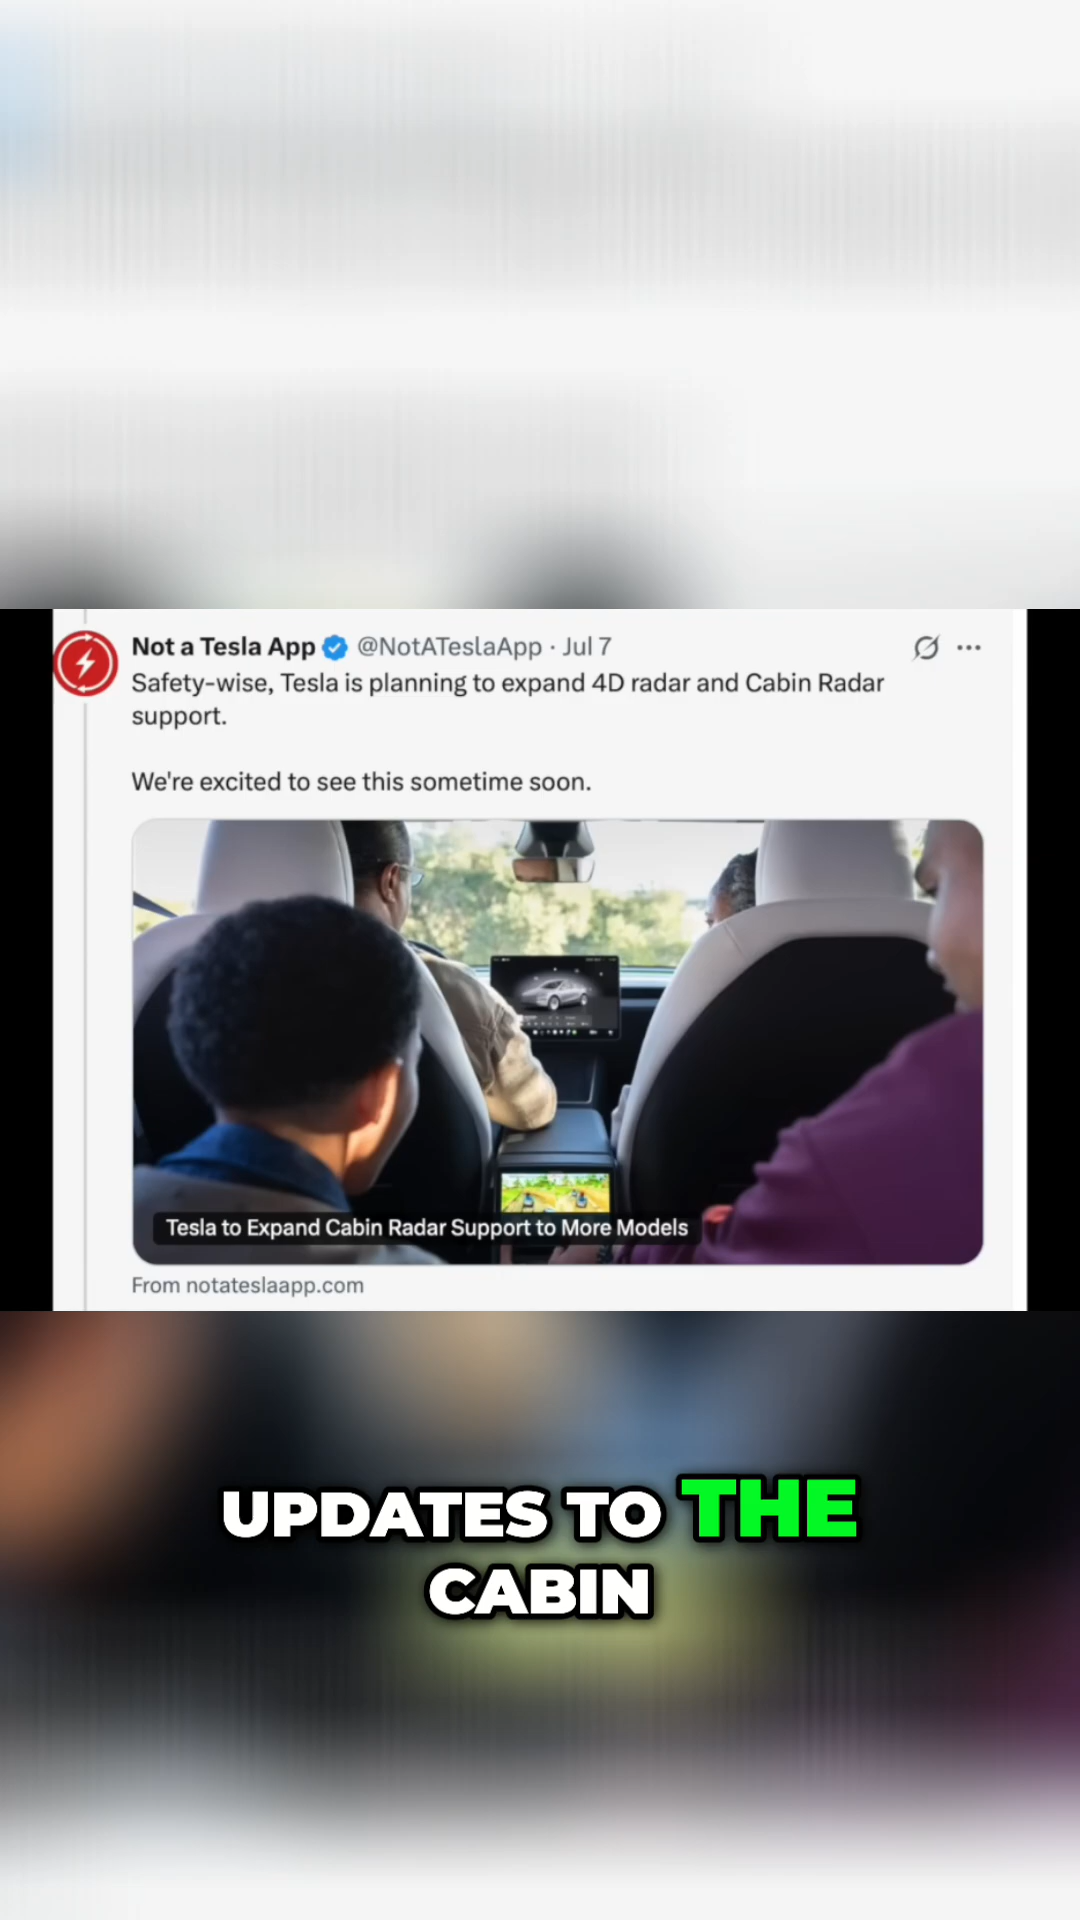 Not a Tesla App @NotATeslaApp · Jul 7
Safety-wise, Tesla is planning to expand 4D radar and Cabin Radar
support.
We're excited to see this sometime soon.
Tesla to Expand Cabin Radar Support to More Models
From notateslaapp.com
UPDATES TO THE
CABIN